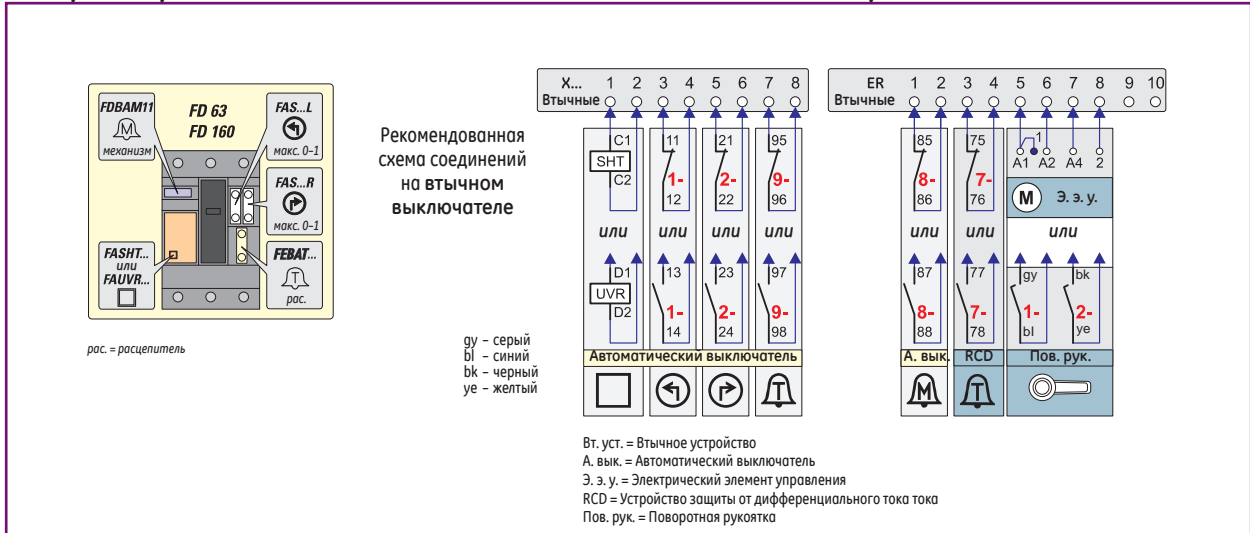 FDBAM11
механизм
FD 63
FD 160
FAS...L
макс. 0-1
FAS...R
макс. 0-1
FASHT...
или
FAUVR...
FEBAT...
T
рас.
M
рас. = расцепитель
Рекомендованная
схема соединений
на втычном
выключателе
gy – серый
bl – синий
bk – черный
ye – желтый
X... 1 2 3 4 5 6 7 8
Втычные
C1 11 21 95
SHT 1- 2- 9-
C2 12 22 96
или или или или
D1 13 23 97
UVR 1- 2- 9-
D2 14 24 98
Автоматический выключатель
T
ER 1 2 3 4 5 6 7 8 9 10
Втычные
85 75 1
A1 A2 A4 2
8- 7-
86 76 M Э. э. у.
или или или
87 77 gy bk
8- 7- 1- 2-
88 78 bl ye
А. вык. RCD Пов. рук.
M T
Вт. уст. = Втычное устройство
А. вык. = Автоматический выключатель
Э. э. у. = Электрический элемент управления
RCD = Устройство защиты от дифференциального тока тока
Пов. рук. = Поворотная рукоятка